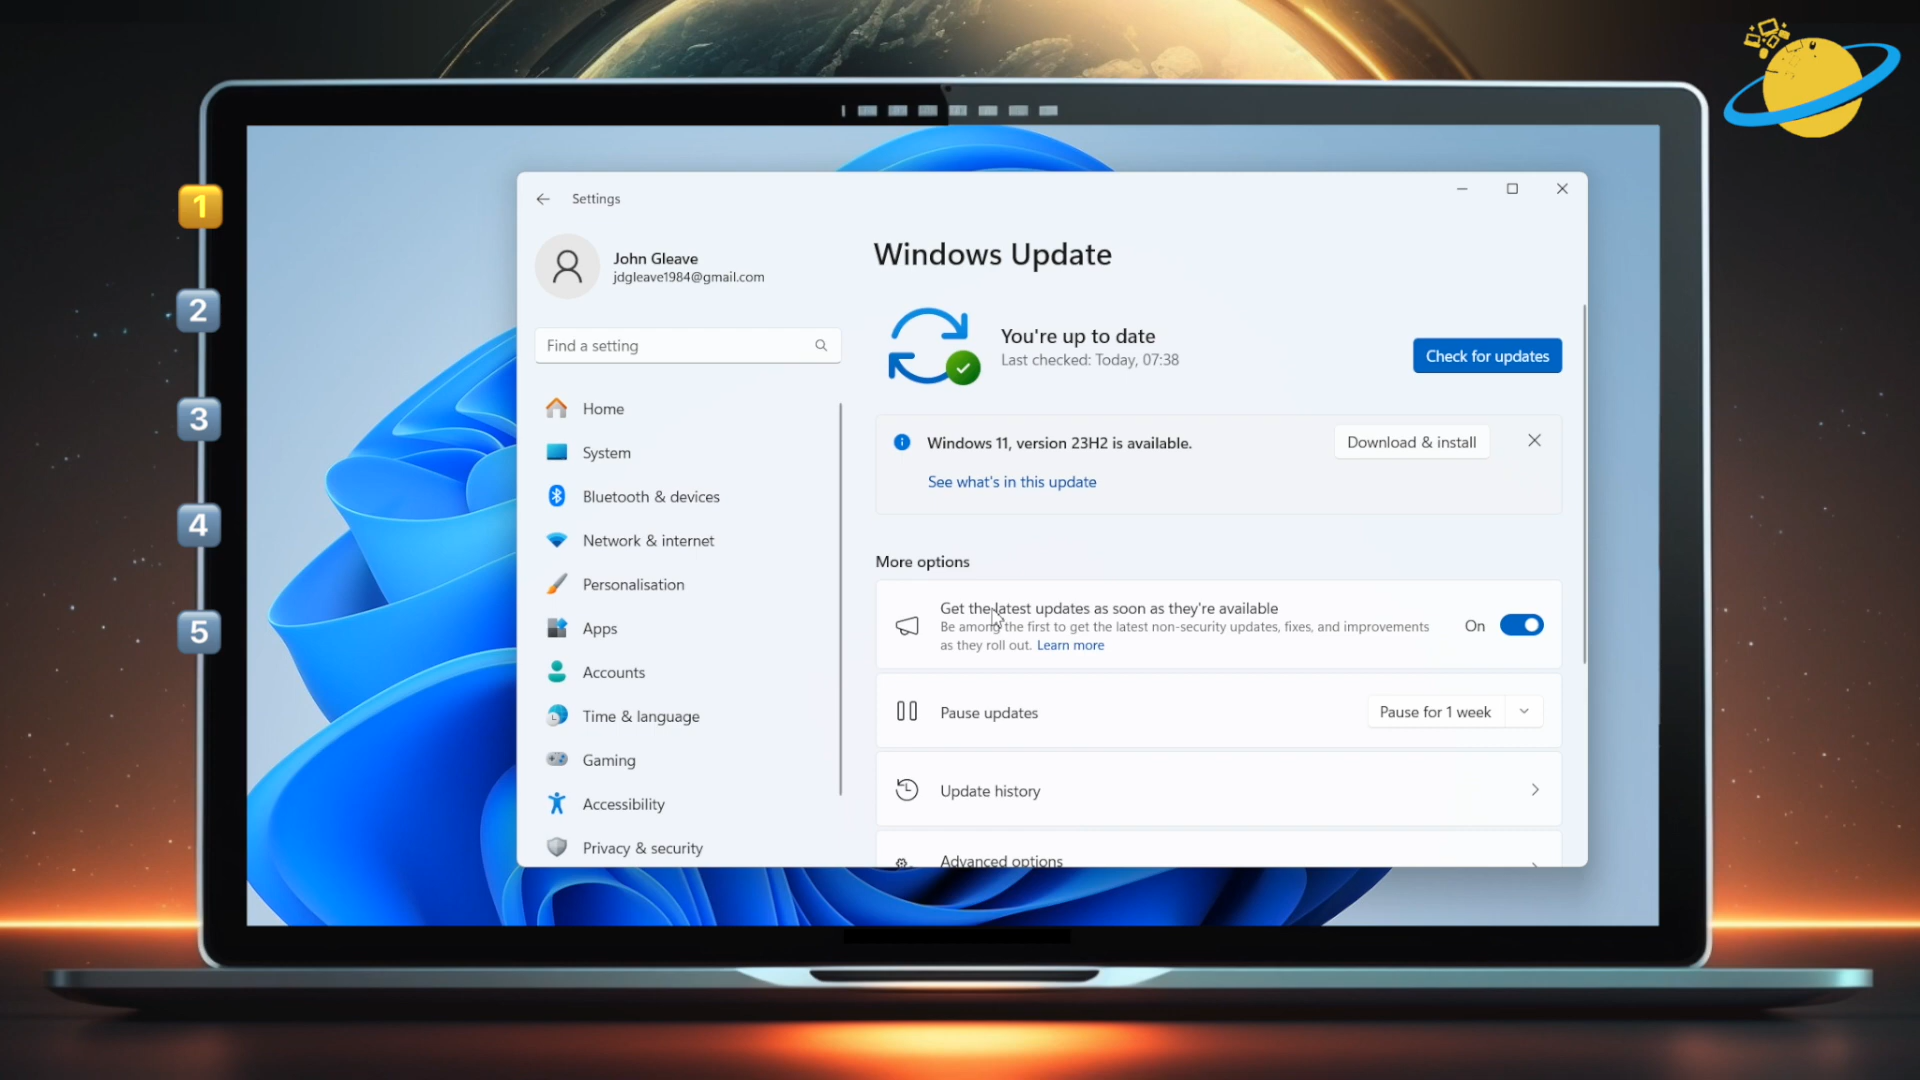 1
2
3
4
5
Settings
John Gleave
jdgleave1984@gmail.com
Find a setting
Home
System
Bluetooth & devices
Network & internet
Personalisation
Apps
Accounts
Time & language
Gaming
Accessibility
Privacy & security
Windows Update
You're up to date
Last checked: Today, 07:38
Check for updates
Windows 11, version 23H2 is available.
Download & install
See what's in this update
More options
Get the latest updates as soon as they're available
Be among the first to get the latest non-security updates, fixes, and improvements
as they roll out. Learn more
On
Pause updates
Pause for 1 week
Update history
Advanced options